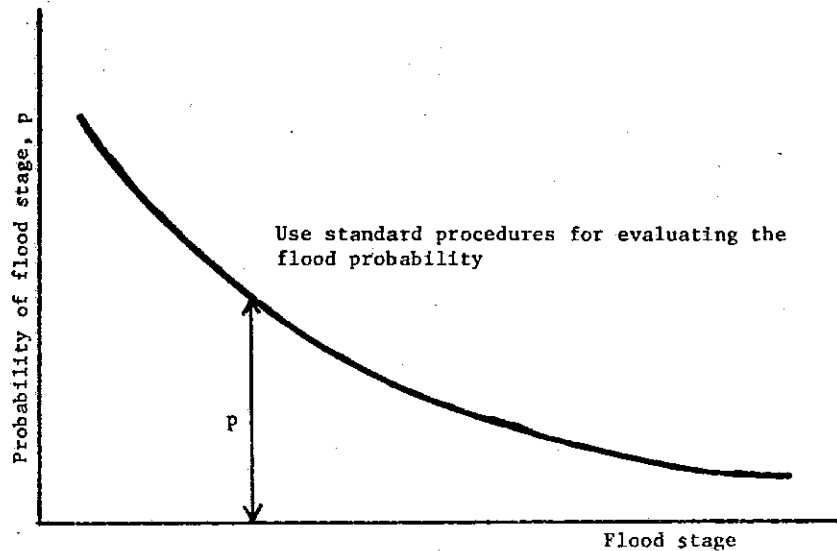 Probability of flood stage, p
Use standard procedures for evaluating the
flood probability
p
Flood stage